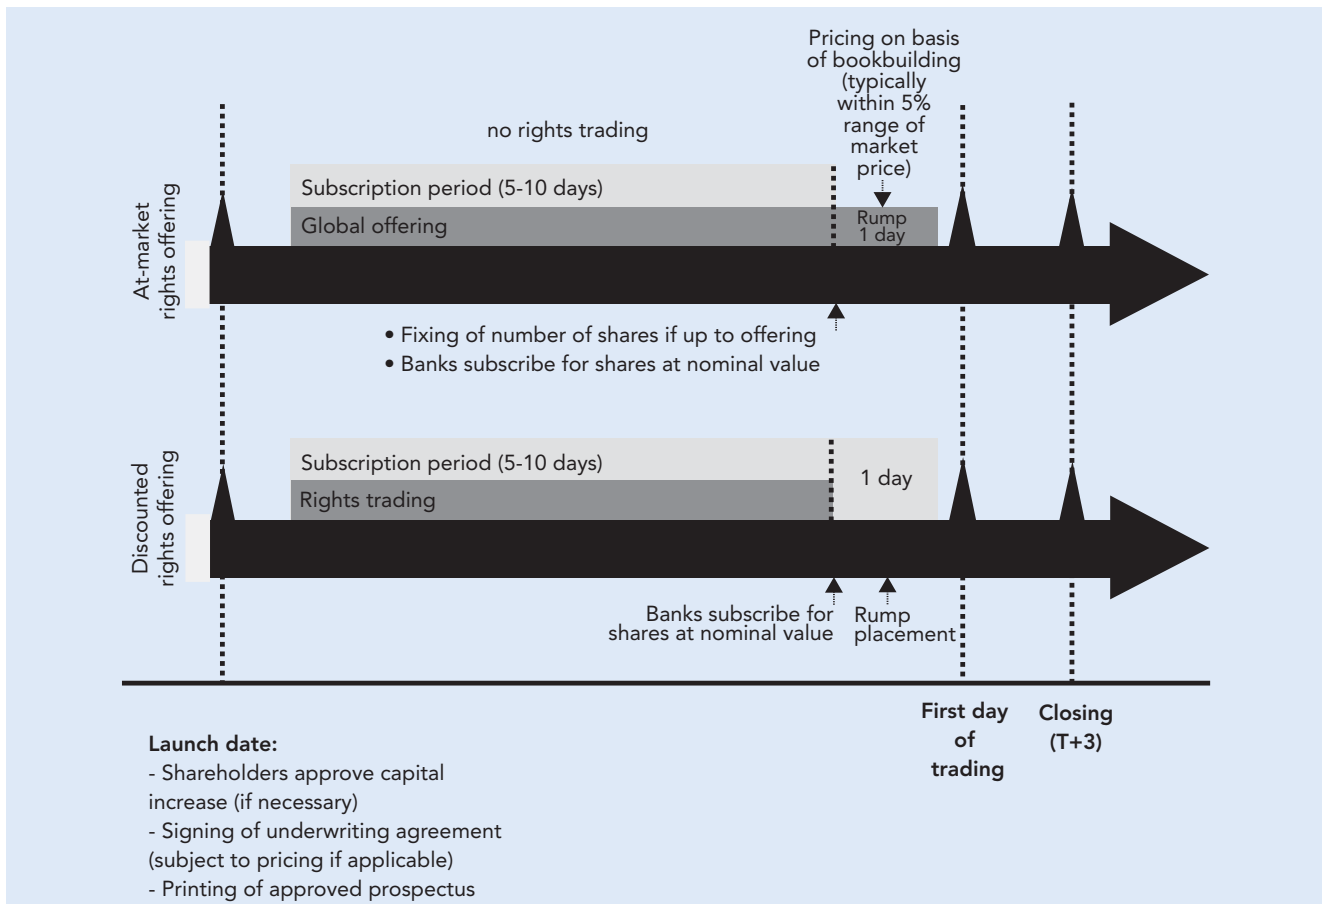 Pricing on basis
of bookbuilding
(typically
within 5%
range of
market
price)
no rights trading
At-market
rights offering
Subscription period (5-10 days)
Global offering
Rump
1 day
• Fixing of number of shares if up to offering
• Banks subscribe for shares at nominal value
Discounted
rights offering
Subscription period (5-10 days)
Rights trading
1 day
Banks subscribe for
shares at nominal value
Rump
placement
First day
of
trading
Closing
(T+3)
Launch date:
- Shareholders approve capital
increase (if necessary)
- Signing of underwriting agreement
(subject to pricing if applicable)
- Printing of approved prospectus